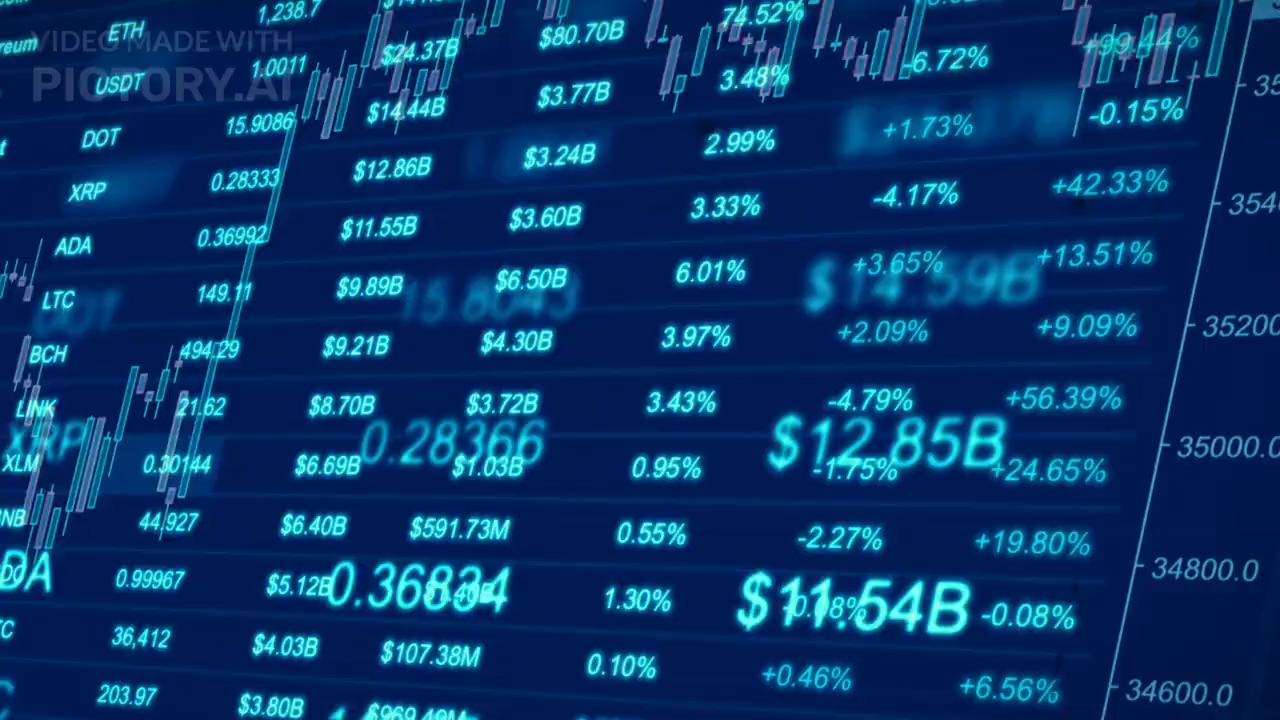 ETH 1,238.7 $80.70B 74.52%
VIDEO MADE WITH
PICTORY.AI
USDT 1.0011 $24.37B $3.77B 3.48% -6.72% +99.44%
DOT 15.9086 $14.44B $3.24B 2.99% +1.73% -0.15%
XRP 0.28333 $12.86B $3.60B 3.33% -4.17% +42.33%
ADA 0.36992 $11.55B $6.50B 6.01% +3.65% +13.51%
LTC 149.11 $9.89B $4.30B 3.97% +2.09% +9.09%
DOT 15.8043 $14.59B
BCH 494.29 $9.21B $3.72B 3.43% -4.79% +56.39%
LINK 21.62 $8.70B $1.03B 0.95% -1.75% +24.65%
XRP 0.28366 $12.85B
XLM 0.30144 $6.69B $591.73M 0.55% -2.27% +19.80%
44,927 $6.40B 1.30% -0.08%
0.36834 $11.54B
0.99967 $5.12B $107.38M 0.10% +0.46% +6.56%
36,412 $4.03B
203.97 $3.80B
35200
35000.0
34800.0
34600.0